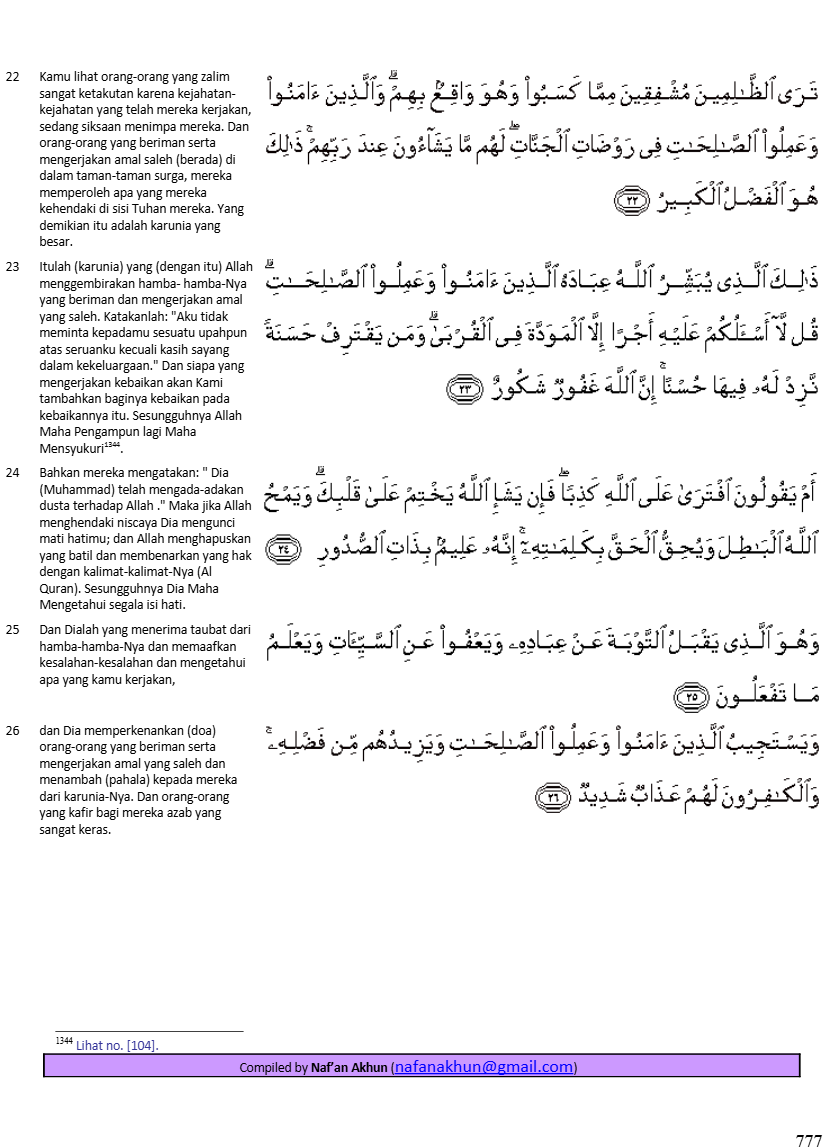 22 Kamu lihat orang-orang yang zalim
sangat ketakutan karena kejahatan-
kejahatan yang telah mereka kerjakan,
sedang siksaan menimpa mereka. Dan
orang-orang yang beriman serta
mengerjakan amal saleh (berada) di
dalam taman-taman surga, mereka
memperoleh apa yang mereka
kehendaki di sisi Tuhan mereka. Yang
demikian itu adalah karunia yang
besar.
تَرَى ٱلظَّـٰلِمِينَ مُشْفِقِينَ مِمَّا كَسَبُوا۟ وَهُوَ وَاقِعٌۢ بِهِمْ ۗ وَٱلَّذِينَ ءَامَنُوا۟
وَعَمِلُوا۟ ٱلصَّـٰلِحَـٰتِ فِى رَوْضَاتِ ٱلْجَنَّاتِ ۖ لَهُم مَّا يَشَآءُونَ عِندَ رَبِّهِمْ ۚ ذَٰلِكَ
هُوَ ٱلْفَضْلُ ٱلْكَبِيرُ ٢٢
23 Itulah (karunia) yang (dengan itu) Allah
menggembirakan hamba- hamba-Nya
yang beriman dan mengerjakan amal
yang saleh. Katakanlah: "Aku tidak
meminta kepadamu sesuatu upahpun
atas seruanku kecuali kasih sayang
dalam kekeluargaan." Dan siapa yang
mengerjakan kebaikan akan Kami
tambahkan baginya kebaikan pada
kebaikannya itu. Sesungguhnya Allah
Maha Pengampun lagi Maha
Mensyukuri1344.
ذَٰلِكَ ٱلَّذِى يُبَشِّرُ ٱللَّهُ عِبَادَهُ ٱلَّذِينَ ءَامَنُوا۟ وَعَمِلُوا۟ ٱلصَّـٰلِحَـٰتِ ۗ
قُل لَّآ أَسْـَٔلُكُمْ عَلَيْهِ أَجْرًا إِلَّا ٱلْمَوَدَّةَ فِى ٱلْقُرْبَىٰ ۗ وَمَن يَقْتَرِفْ حَسَنَةً
نَّزِدْ لَهُۥ فِيهَا حُسْنًا ۚ إِنَّ ٱللَّهَ غَفُورٌ شَكُورٌ ٢٣
24 Bahkan mereka mengatakan: " Dia
(Muhammad) telah mengada-adakan
dusta terhadap Allah ." Maka jika Allah
menghendaki niscaya Dia mengunci
mati hatimu; dan Allah menghapuskan
yang batil dan membenarkan yang hak
dengan kalimat-kalimat-Nya (Al
Quran). Sesungguhnya Dia Maha
Mengetahui segala isi hati.
أَمْ يَقُولُونَ ٱفْتَرَىٰ عَلَى ٱللَّهِ كَذِبًا ۖ فَإِن يَشَإِ ٱللَّهُ يَخْتِمْ عَلَىٰ قَلْبِكَ ۗ وَيَمْحُ
ٱللَّهُ ٱلْبَـٰطِلَ وَيُحِقُّ ٱلْحَقَّ بِكَلِمَـٰتِهِۦٓ ۚ إِنَّهُۥ عَلِيمٌۢ بِذَاتِ ٱلصُّدُورِ ٢٤
25 Dan Dialah yang menerima taubat dari
hamba-hamba-Nya dan memaafkan
kesalahan-kesalahan dan mengetahui
apa yang kamu kerjakan,
وَهُوَ ٱلَّذِى يَقْبَلُ ٱلتَّوْبَةَ عَنْ عِبَادِهِۦ وَيَعْفُوا۟ عَنِ ٱلسَّيِّـَٔاتِ وَيَعْلَمُ
مَا تَفْعَلُونَ ٢٥
26 dan Dia memperkenankan (doa)
orang-orang yang beriman serta
mengerjakan amal yang saleh dan
menambah (pahala) kepada mereka
dari karunia-Nya. Dan orang-orang
yang kafir bagi mereka azab yang
sangat keras.
وَيَسْتَجِيبُ ٱلَّذِينَ ءَامَنُوا۟ وَعَمِلُوا۟ ٱلصَّـٰلِحَـٰتِ وَيَزِيدُهُم مِّن فَضْلِهِۦ ۚ
وَٱلْكَـٰفِرُونَ لَهُمْ عَذَابٌ شَدِيدٌ ٢٦
1344 Lihat no. [104].
Compiled by Naf'an Akhun (nafanakhun@gmail.com)
777